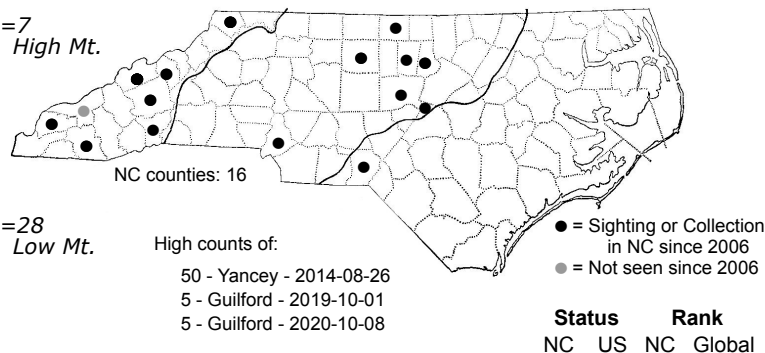 =7
High Mt.
NC counties: 16
=28
Low Mt.
High counts of:
50 - Yancey - 2014-08-26
5 - Guilford - 2019-10-01
5 - Guilford - 2020-10-08
● = Sighting or Collection
in NC since 2006
● = Not seen since 2006
Status Rank
NC US NC Global